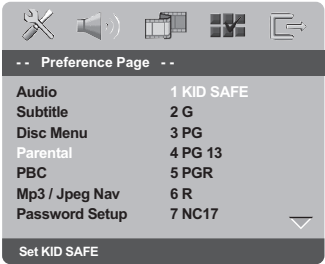 - -  Preference Page  - -
Audio 1 KID SAFE
Subtitle 2 G
Disc Menu 3 PG
Parental 4 PG 13
PBC 5 PGR
Mp3 / Jpeg Nav 6 R
Password Setup 7 NC17
Set KID SAFE